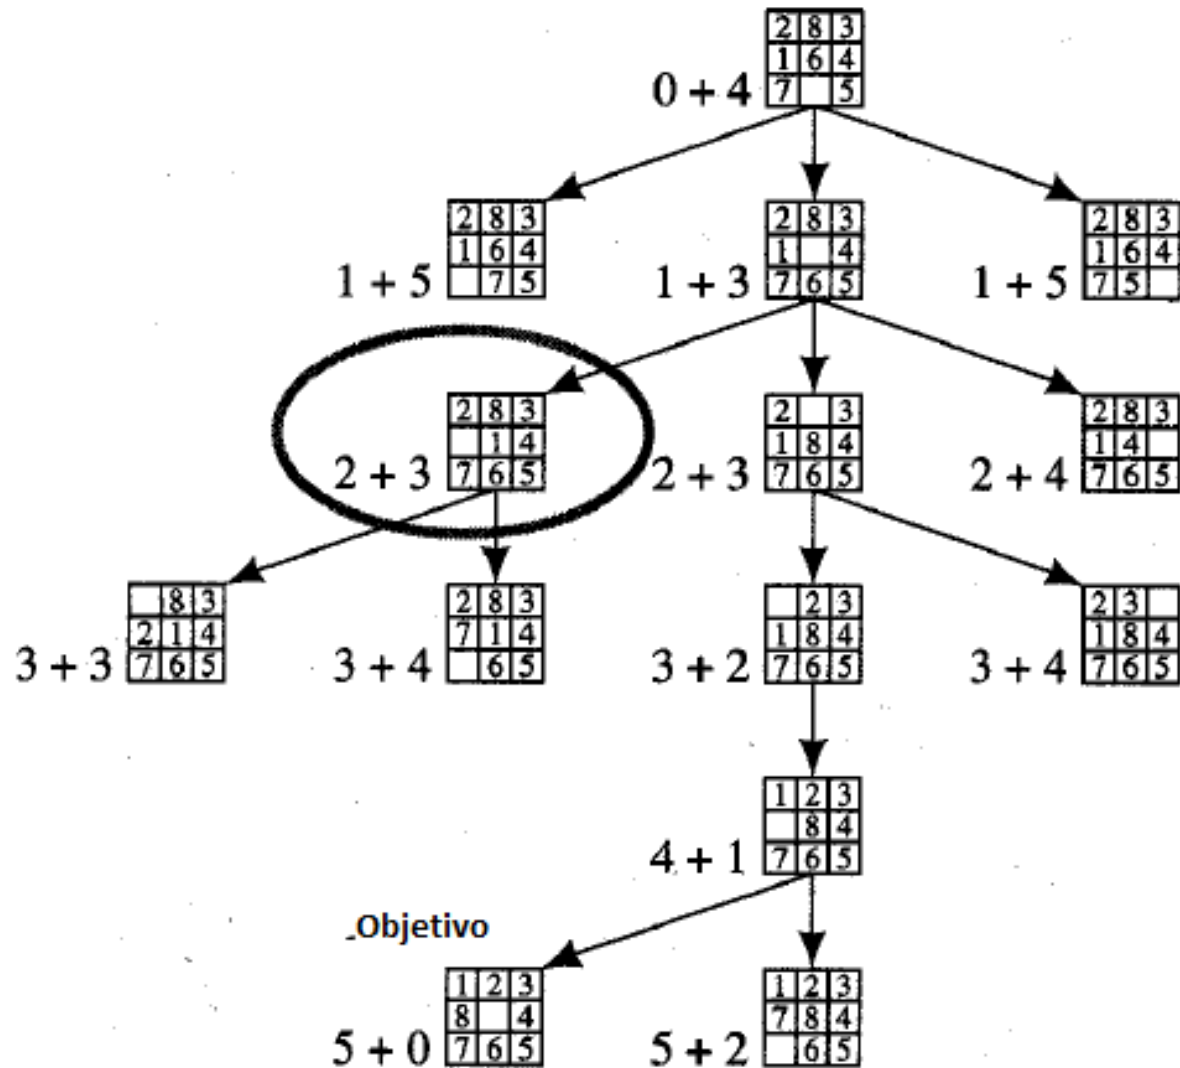 2 8 3
1 6 4
0 + 4 7 5
2 8 3 2 8 3 2 8 3
1 6 4 1 4 1 6 4
1 + 5 7 5 1 + 3 7 6 5 1 + 5 7 5
2 8 3 2 3 2 8 3
1 4 1 8 4 1 4
2 + 3 7 6 5 2 + 3 7 6 5 2 + 4 7 6 5
8 3 2 8 3 2 3 2 3
2 1 4 7 1 4 1 8 4 1 8 4
3 + 3 7 6 5 3 + 4 6 5 3 + 2 7 6 5 3 + 4 7 6 5
1 2 3
8 4
4 + 1 7 6 5
Objetivo
1 2 3 1 2 3
8 4 7 8 4
5 + 0 7 6 5 5 + 2 6 5